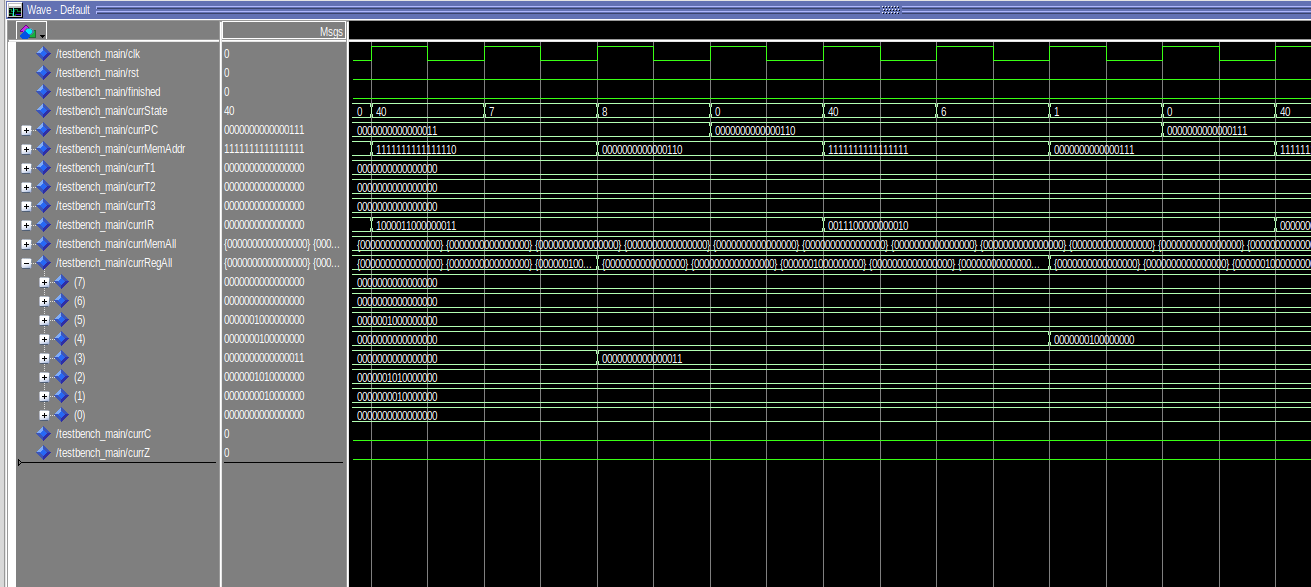 Wave - Default
Msgs
/testbench_main/clk 0
/testbench_main/rst 0
/testbench_main/finished 0
/testbench_main/currState 40 0 40 7 8 0 40 6 1 0 40
/testbench_main/currPC 0000000000000111 0000000000000011 0000000000000110 0000000000000111
/testbench_main/currMemAddr 1111111111111111 1111111111111110 0000000000000110 1111111111111111 0000000000000111 111111
/testbench_main/currT1 0000000000000000 0000000000000000
/testbench_main/currT2 0000000000000000 0000000000000000
/testbench_main/currT3 0000000000000000 0000000000000000
/testbench_main/currIR 0000000000000000 1000011000000011 0011100000000010 000000
/testbench_main/currMemAll {0000000000000000} {000... {0000000000000000} {0000000000000000} {0000000000000000} {0000000000000000} {0000000000000000} {0000000000000000} {0000000000000000} {0000000000000000} {0000000000000000} {0000000000000000} {000000000
/testbench_main/currRegAll {0000000000000000} {000... {0000000000000000} {0000000000000000} {000000100... {0000000000000000} {0000000000000000} {0000001000000000} {0000000000000000} {000000000000... {0000000000000000} {0000000000000000} {0000001000000
(7) 0000000000000000 0000000000000000
(6) 0000000000000000 0000000000000000
(5) 0000001000000000 0000001000000000
(4) 0000000100000000 0000000000000000 0000000100000000
(3) 0000000000000011 0000000000000000 0000000000000011
(2) 0000001010000000 0000001010000000
(1) 0000000010000000 0000000010000000
(0) 0000000000000000 0000000000000000
/testbench_main/currC 0
/testbench_main/currZ 0